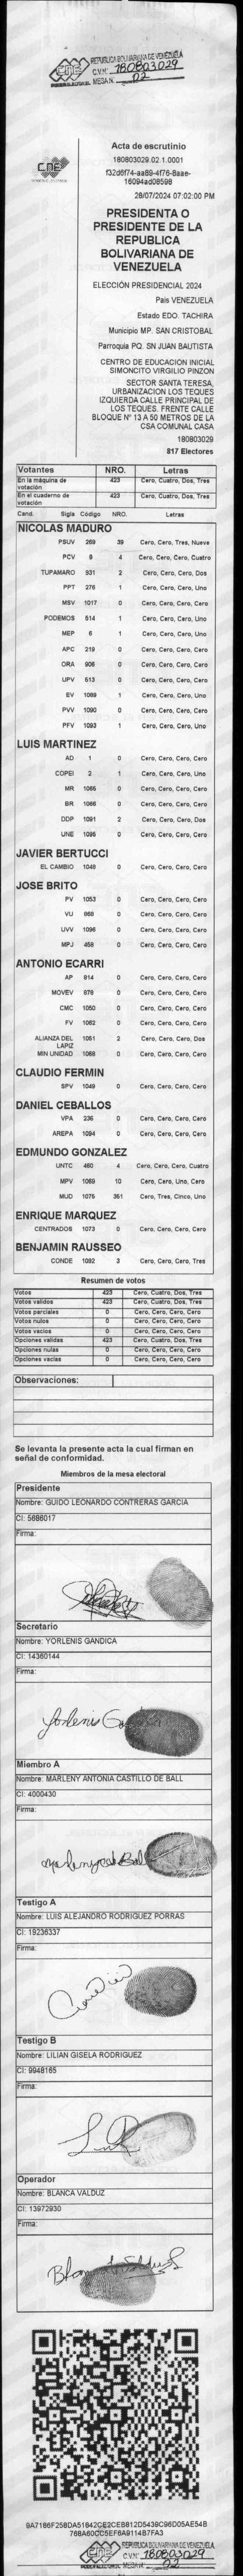 REPUBLICA BOLIVARIANA DE VENEZUELA
CNE C.V.Nº 180803029
PODER ELECTORAL MESA Nº 02
CNE
Acta de escrutinio
180803029.02.1.0001
f32d6f74-aa89-4f76-8aae-
16094ad08598
28/07/2024 07:02:00 PM
PRESIDENTA O
PRESIDENTE DE LA
REPUBLICA
BOLIVARIANA DE
VENEZUELA
ELECCIÓN PRESIDENCIAL 2024
País VENEZUELA
Estado EDO. TACHIRA
Municipio MP. SAN CRISTOBAL
Parroquia PQ. SN JUAN BAUTISTA
CENTRO DE EDUCACION INICIAL
SIMONCITO VIRGILIO PINZON
SECTOR SANTA TERESA,
URBANIZACION LOS TEQUES
IZQUIERDA CALLE PRINCIPAL DE
LOS TEQUES. FRENTE CALLE
BLOQUE Nº 13 A 50 METROS DE LA
CSA COMUNAL CASA
180803029
817 Electores
Votantes NRO. Letras
En la máquina de votación 423 Cero, Cuatro, Dos, Tres
En el cuaderno de votación 423 Cero, Cuatro, Dos, Tres
Cand. Sigla Código NRO. Letras
NICOLAS MADURO
PSUV 269 39 Cero, Cero, Tres, Nueve
PCV 9 4 Cero, Cero, Cero, Cuatro
TUPAMARO 931 2 Cero, Cero, Cero, Dos
PPT 276 1 Cero, Cero, Cero, Uno
MSV 1017 0 Cero, Cero, Cero, Cero
PODEMOS 514 1 Cero, Cero, Cero, Uno
MEP 6 1 Cero, Cero, Cero, Uno
APC 219 0 Cero, Cero, Cero, Cero
ORA 906 0 Cero, Cero, Cero, Cero
UPV 513 0 Cero, Cero, Cero, Cero
EV 1089 1 Cero, Cero, Cero, Uno
PVV 1090 0 Cero, Cero, Cero, Cero
PFV 1093 1 Cero, Cero, Cero, Uno
LUIS MARTINEZ
AD 1 0 Cero, Cero, Cero, Cero
COPEI 2 1 Cero, Cero, Cero, Uno
MR 1065 0 Cero, Cero, Cero, Cero
BR 1066 0 Cero, Cero, Cero, Cero
DDP 1091 2 Cero, Cero, Cero, Dos
UNE 1095 0 Cero, Cero, Cero, Cero
JAVIER BERTUCCI
EL CAMBIO 1048 0 Cero, Cero, Cero, Cero
JOSE BRITO
PV 1053 0 Cero, Cero, Cero, Cero
VU 868 0 Cero, Cero, Cero, Cero
UVV 1096 0 Cero, Cero, Cero, Cero
MPJ 458 0 Cero, Cero, Cero, Cero
ANTONIO ECARRI
AP 814 0 Cero, Cero, Cero, Cero
MOVEV 878 0 Cero, Cero, Cero, Cero
CMC 1050 0 Cero, Cero, Cero, Cero
FV 1062 0 Cero, Cero, Cero, Cero
ALIANZA DEL LAPIZ 1051 2 Cero, Cero, Cero, Dos
MIN UNIDAD 1068 0 Cero, Cero, Cero, Cero
CLAUDIO FERMIN
SPV 1049 0 Cero, Cero, Cero, Cero
DANIEL CEBALLOS
VPA 236 0 Cero, Cero, Cero, Cero
AREPA 1094 0 Cero, Cero, Cero, Cero
EDMUNDO GONZALEZ
UNTC 460 4 Cero, Cero, Cero, Cuatro
MPV 1069 10 Cero, Cero, Uno, Cero
MUD 1075 351 Cero, Tres, Cinco, Uno
ENRIQUE MARQUEZ
CENTRADOS 1073 0 Cero, Cero, Cero, Cero
BENJAMIN RAUSSEO
CONDE 1092 3 Cero, Cero, Cero, Tres
Resumen de votos
Votos 423 Cero, Cuatro, Dos, Tres
Votos validos 423 Cero, Cuatro, Dos, Tres
Votos parciales 0 Cero, Cero, Cero, Cero
Votos nulos 0 Cero, Cero, Cero, Cero
Votos vacios 0 Cero, Cero, Cero, Cero
Opciones validas 423 Cero, Cuatro, Dos, Tres
Opciones nulas 0 Cero, Cero, Cero, Cero
Opciones vacias 0 Cero, Cero, Cero, Cero
Observaciones:
Se levanta la presente acta la cual firman en
señal de conformidad.
Miembros de la mesa electoral
Presidente
Nombre: GUIDO LEONARDO CONTRERAS GARCIA
CI: 5686017
Firma:
Secretario
Nombre: YORLENIS GANDICA
CI: 14360144
Firma:
Yorlenis
Miembro A
Nombre: MARLENY ANTONIA CASTILLO DE BALL
CI: 4000430
Firma:
Testigo A
Nombre: LUIS ALEJANDRO RODRIGUEZ PORRAS
CI: 19236337
Firma:
Testigo B
Nombre: LILIAN GISELA RODRIGUEZ
CI: 9948165
Firma:
Operador
Nombre: BLANCA VALDUZ
CI: 13972930
Firma:
9A7186F258DA51842CE2CEB812D5439C96D05AE54B
768A60CC5EF6A9114B7FA3
REPUBLICA BOLIVARIANA DE VENEZUELA
CNE C.V.Nº 180803029
PODER ELECTORAL MESA Nº 02